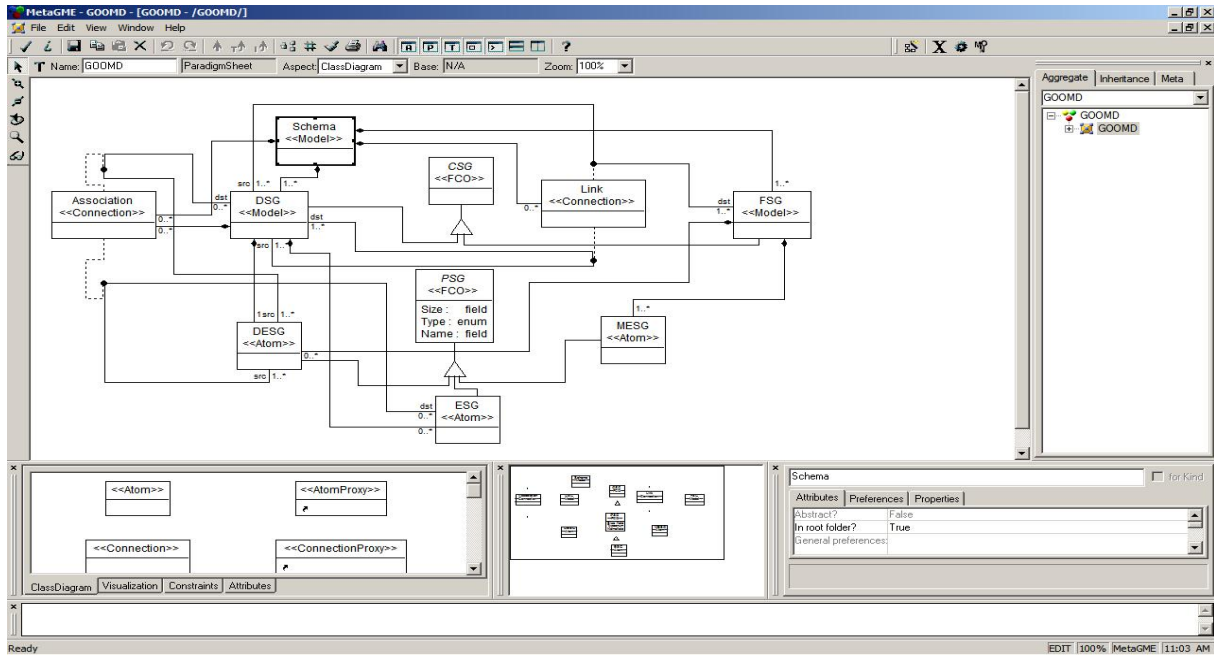 MetaGME - GOOMD - [GOOMD - /GOOMD/]
File Edit View Window Help
Name: GOOMD ParadigmSheet Aspect: ClassDiagram Base: N/A Zoom: 100%
Aggregate Inheritance Meta
GOOMD
GOOMD
GOOMD
Schema
<<Model>>
CSG
<<FCO>>
src 1..* 1..*
1..*
Association
<<Connection>>
0..*
0..*
dst
0..*
DSG
<<Model>>
dst
1..*
src 1..*
Link
<<Connection>>
0..*
dst
1..*
FSG
<<Model>>
PSG
<<FCO>>
Size : field
Type : enum
Name : field
1src 1..*
DESG
<<Atom>>
0..*
src 1..*
1..*
MESG
<<Atom>>
dst
0..*
ESG
<<Atom>>
0..*
<<Atom>>
<<AtomProxy>>
<<Connection>>
<<ConnectionProxy>>
ClassDiagram Visualization Constraints Attributes
Schema
for Kind
Attributes Preferences Properties
Abstract? False
In root folder? True
General preferences:
Ready
EDIT 100% MetaGME 11:03 AM